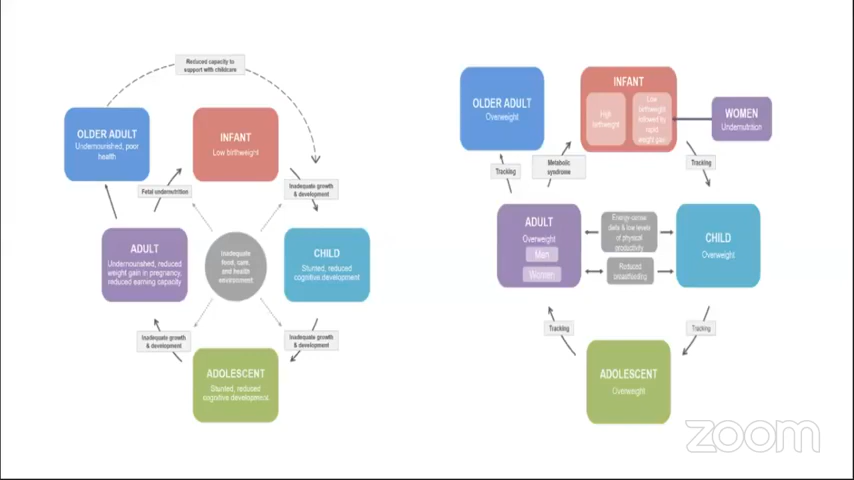 Reduced capacity to
support with childcare
OLDER ADULT
Undernourished, poor
health
INFANT
Low birthweight
Fetal undernutrition
Inadequate growth
& development
ADULT
Undernourished, reduced
weight gain in pregnancy,
reduced earning capacity
Inadequate
food, care,
and health
environment
CHILD
Stunted, reduced
cognitive development
Inadequate growth
& development
Inadequate growth
& development
ADOLESCENT
Stunted, reduced
cognitive development
OLDER ADULT
Overweight
INFANT
High
birthweight
Low
birthweight
followed by
rapid
weight gain
WOMEN
Undernutrition
Tracking
Metabolic
syndrome
Tracking
ADULT
Overweight
Men
Women
Energy-dense
diets & low levels
of physical
productivity
Reduced
breastfeeding
CHILD
Overweight
Tracking
Tracking
ADOLESCENT
Overweight
zoom